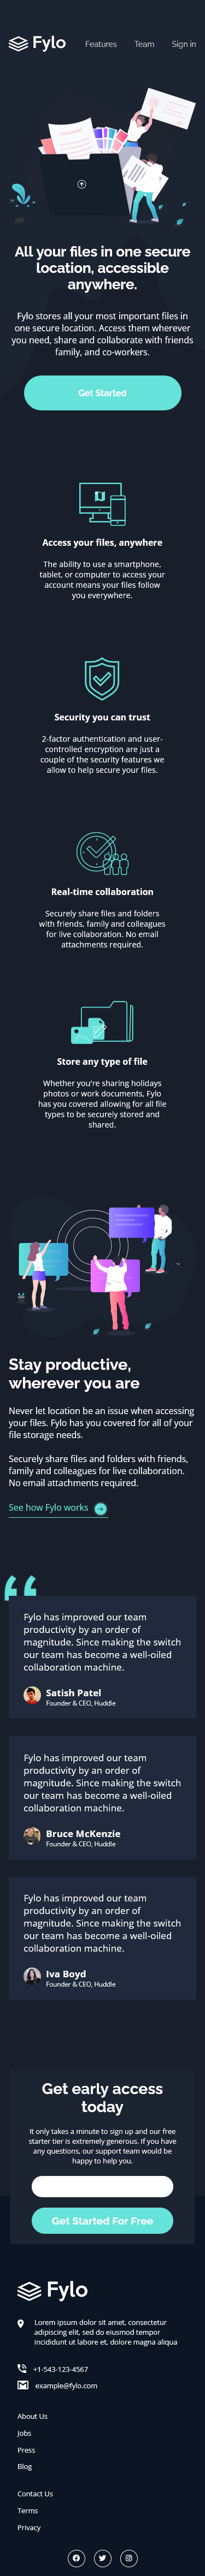 Fylo
Features Team Sign in
All your files in one secure
location, accessible
anywhere.
Fylo stores all your most important files in
one secure location. Access them wherever
you need, share and collaborate with friends
family, and co-workers.
Get Started
Access your files, anywhere
The ability to use a smartphone,
tablet, or computer to access your
account means your files follow
you everywhere.
Security you can trust
2-factor authentication and user-
controlled encryption are just a
couple of the security features we
allow to help secure your files.
Real-time collaboration
Securely share files and folders
with friends, family and colleagues
for live collaboration. No email
attachments required.
Store any type of file
Whether you're sharing holidays
photos or work documents, Fylo
has you covered allowing for all file
types to be securely stored and
shared.
Stay productive,
wherever you are
Never let location be an issue when accessing
your files. Fylo has you covered for all of your
file storage needs.
Securely share files and folders with friends,
family and colleagues for live collaboration.
No email attachments required.
See how Fylo works
Fylo has improved our team
productivity by an order of
magnitude. Since making the switch
our team has become a well-oiled
collaboration machine.
Satish Patel
Founder & CEO, Huddle
Fylo has improved our team
productivity by an order of
magnitude. Since making the switch
our team has become a well-oiled
collaboration machine.
Bruce McKenzie
Founder & CEO, Huddle
Fylo has improved our team
productivity by an order of
magnitude. Since making the switch
our team has become a well-oiled
collaboration machine.
Iva Boyd
Founder & CEO, Huddle
Get early access
today
It only takes a minute to sign up and our free
starter tier is extremely generous. If you have
any questions, our support team would be
happy to help you.
Get Started For Free
Fylo
Lorem ipsum dolor sit amet, consectetur
adipiscing elit, sed do eiusmod tempor
incididunt ut labore et, dolore magna aliqua
+1-543-123-4567
example@fylo.com
About Us
Jobs
Press
Blog
Contact Us
Terms
Privacy